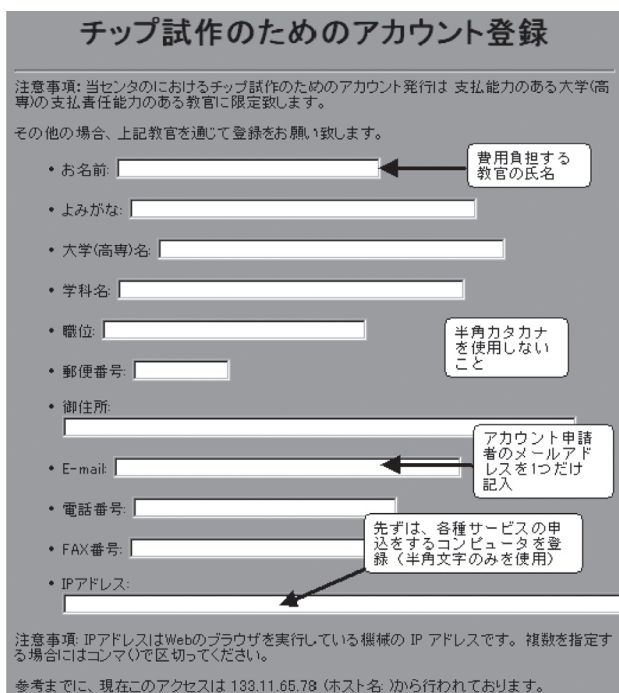 チップ試作のためのアカウント登録
注意事項: 当センタのにおけるチップ試作のためのアカウント発行は 支払能力のある大学(高
専)の支払責任能力のある教官に限定致します。
その他の場合、上記教官を通じて登録をお願い致します。
• お名前:
費用負担する
教官の氏名
• よみがな:
• 大学(高専)名:
• 学科名:
• 職位:
半角カタカナ
を使用しない
こと
• 郵便番号:
• 御住所:
アカウント申請
者のメールアド
レスを1つだけ
記入
• E-mail:
• 電話番号:
先ずは、各種サービスの申
込をするコンピュータを登
録（半角文字のみを使用）
• FAX番号:
• IPアドレス:
注意事項: IPアドレスはWebのブラウザを実行している機械の IP アドレスです。 複数を指定す
る場合にはコンマ()で区切ってください。
参考までに、現在このアクセスは 133.11.65.78 (ホスト名: )から行われております。